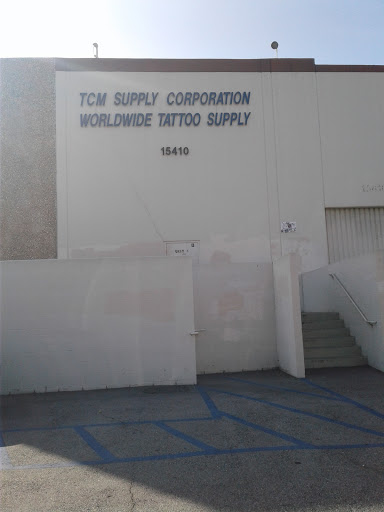 TCM SUPPLY CORPORATION
WORLDWIDE TATTOO SUPPLY
15410